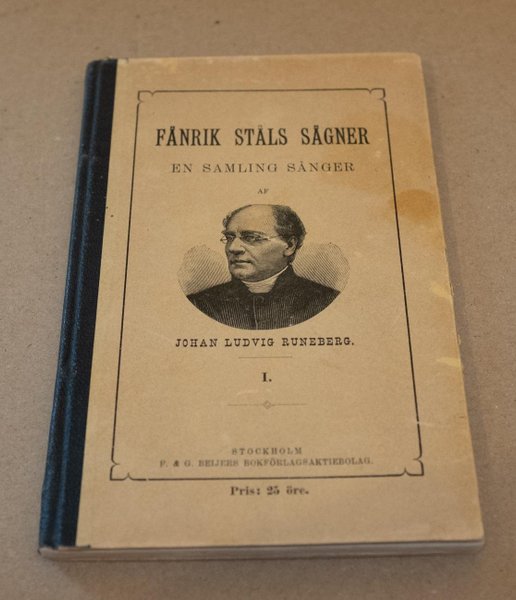 FÄNRIK STÅLS SÄGNER
EN SAMLING SÅNGER
AF
JOHAN LUDVIG RUNEBERG.
I.
STOCKHOLM
F. & G. BEIJERS BOKFÖRLAGSAKTIEBOLAG.
Pris: 25 öre.